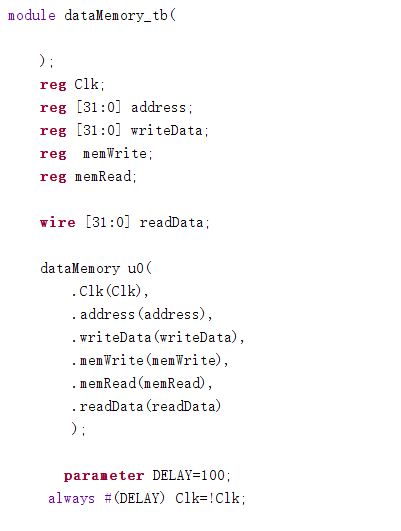 module dataMemory_tb(
);
reg Clk;
reg [31:0] address;
reg [31:0] writeData;
reg  memWrite;
reg memRead;
wire [31:0] readData;
dataMemory u0(
.Clk(Clk),
.address(address),
.writeData(writeData),
.memWrite(memWrite),
.memRead(memRead),
.readData(readData)
);
parameter DELAY=100;
always #(DELAY) Clk=!Clk;